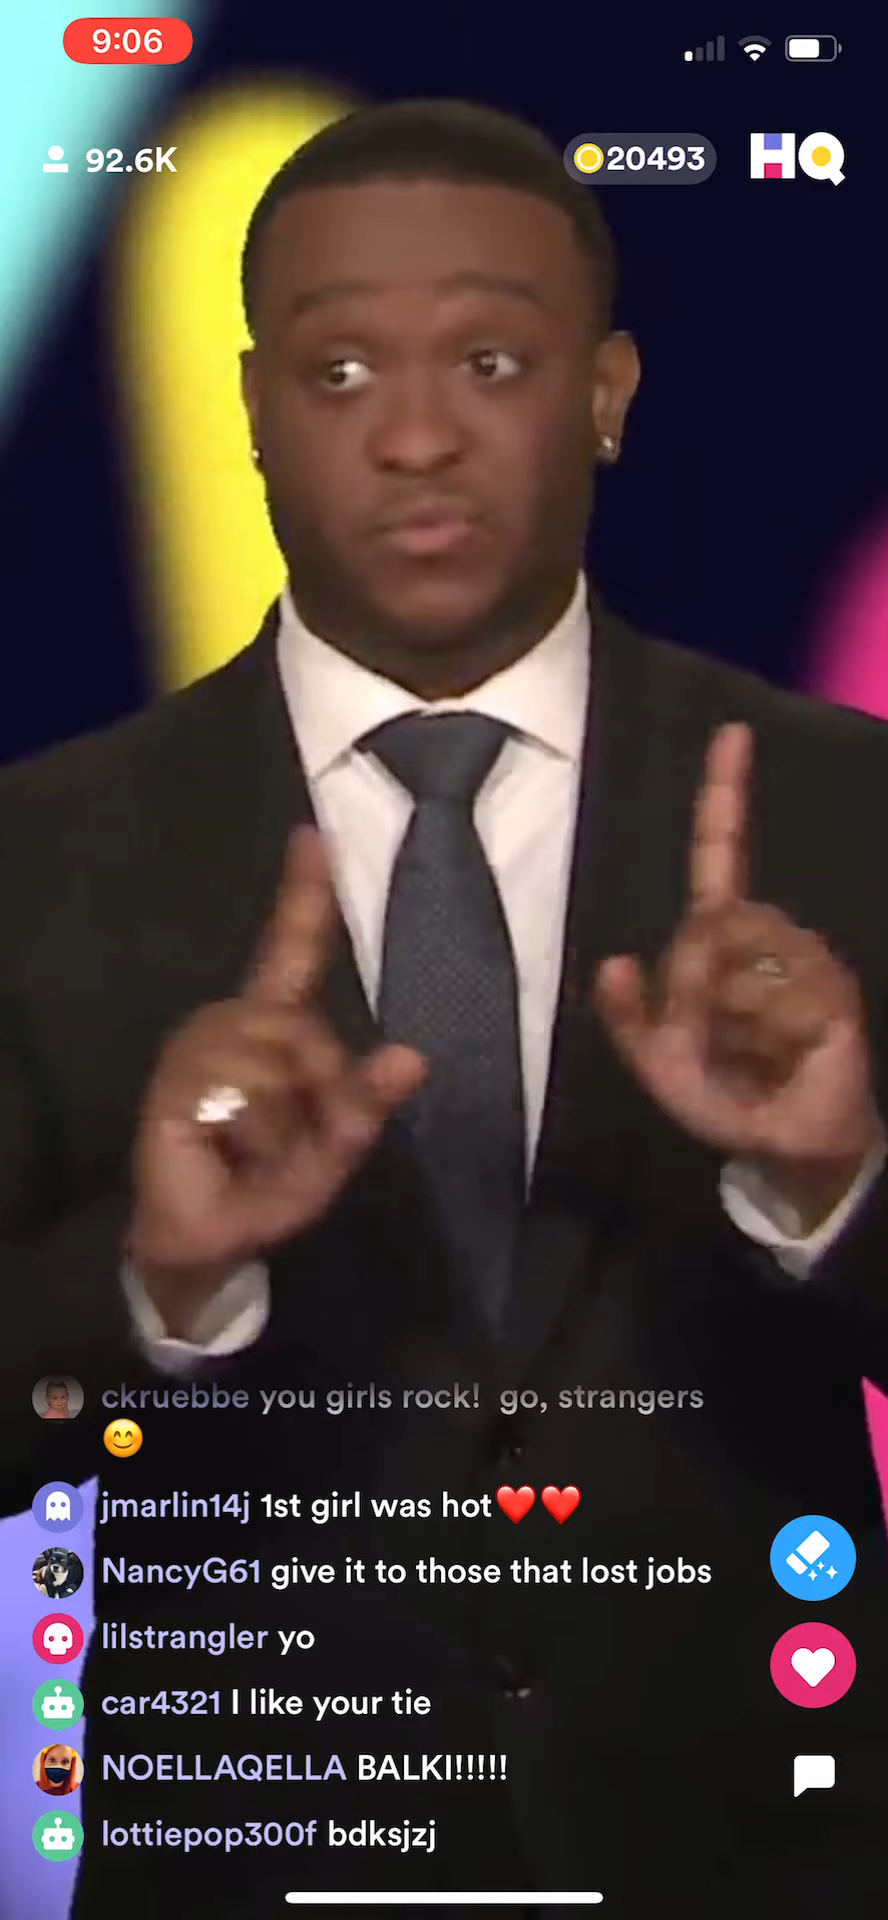 9:06
92.6K
20493
HQ
ckruebbe you girls rock! go, strangers
😊
jmarlin14j 1st girl was hot❤️❤️
NancyG61 give it to those that lost jobs
lilstrangler yo
car4321 I like your tie
NOELLAQELLA BALKI!!!!!
lottiepop300f bdksjzj